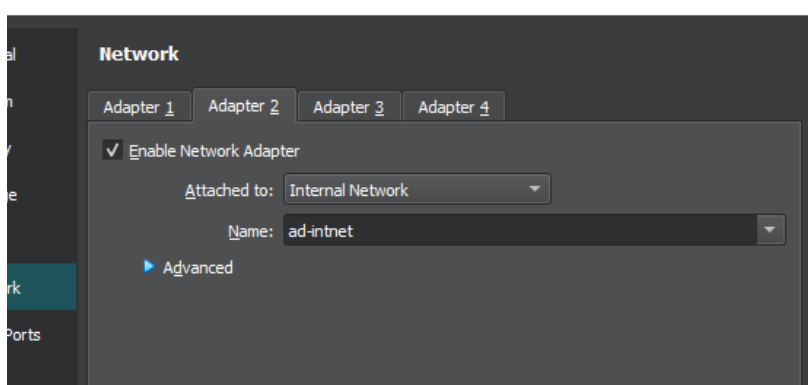 Network
Adapter 1 Adapter 2 Adapter 3 Adapter 4
Enable Network Adapter
Attached to: Internal Network
Name: ad-intnet
Advanced
rk
Ports